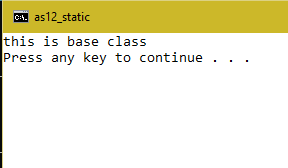 as12_static
this is base class
Press any key to continue . . .